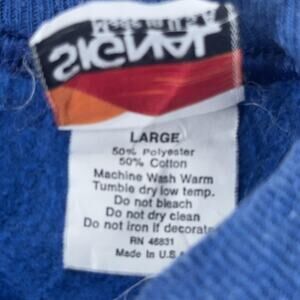 SIGNAL
LARGE
50% Polyester
50% Cotton
Machine Wash Warm
Tumble dry low temp.
Do not bleach
Do not dry clean
Do not iron if decorate
RN 46831
Made in U.S.A